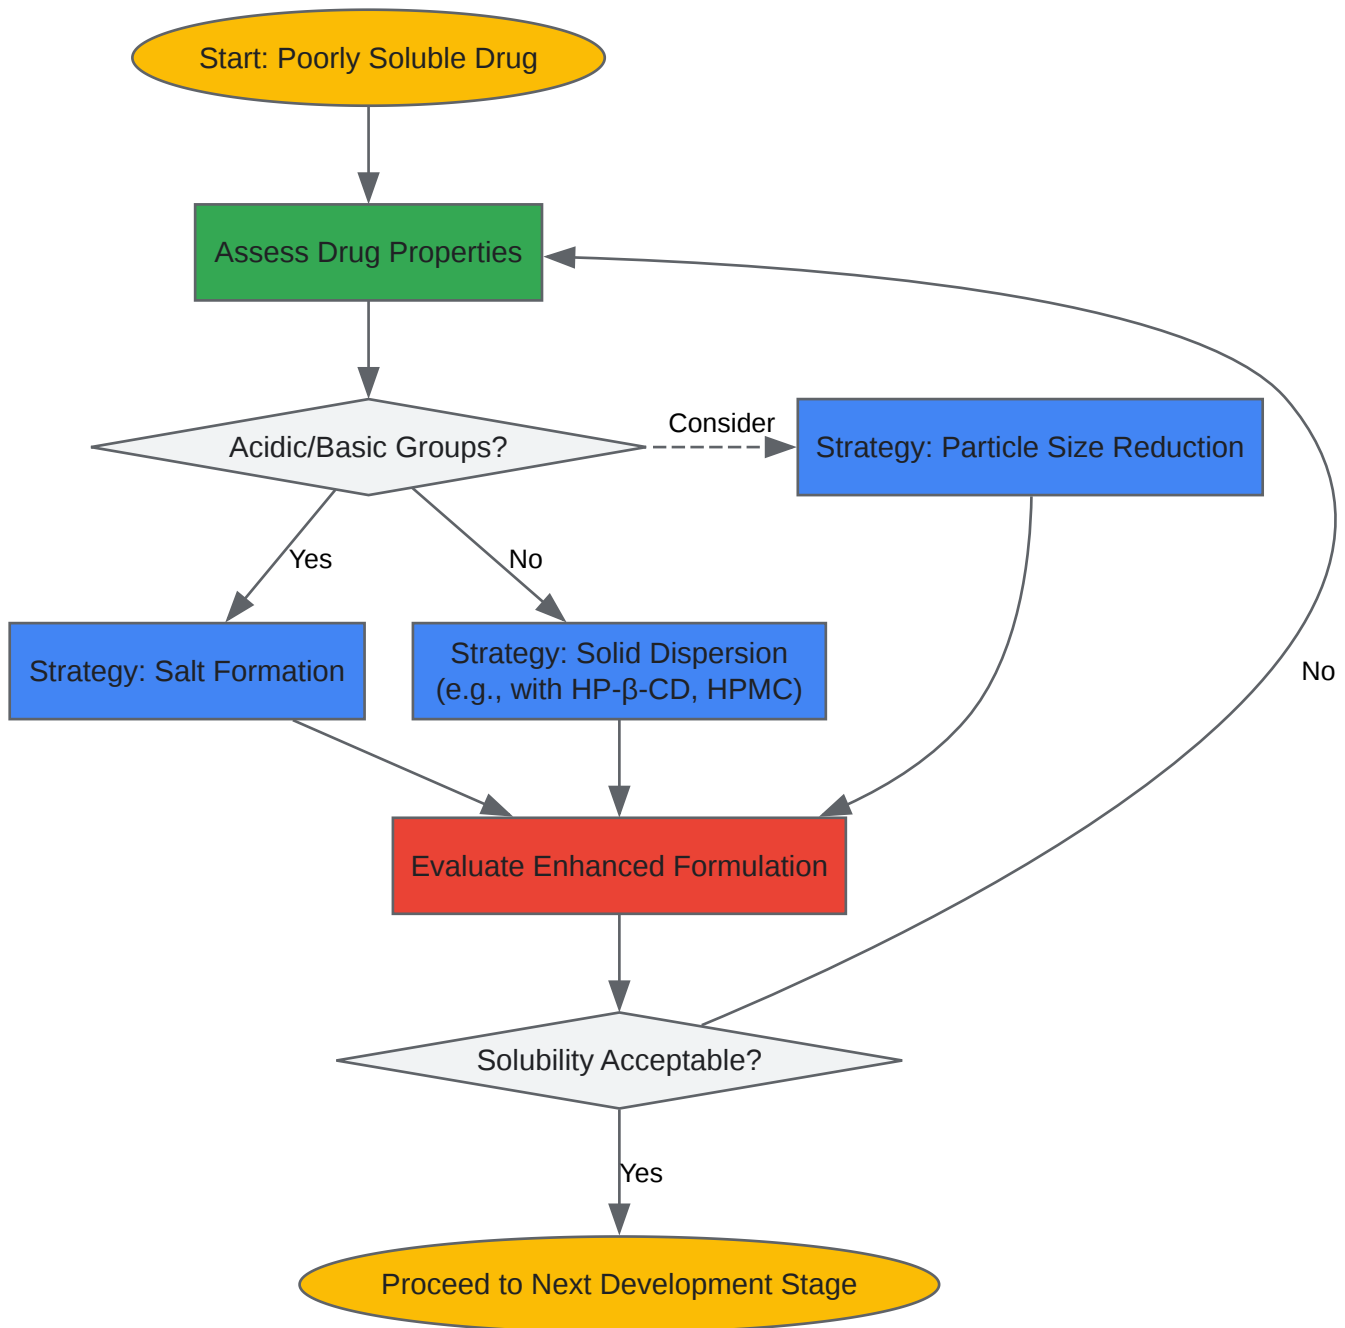 Start: Poorly Soluble Drug
Assess Drug Properties
Acidic/Basic Groups?
Consider
Strategy: Particle Size Reduction
Yes
No
Strategy: Salt Formation
Strategy: Solid Dispersion
(e.g., with HP-β-CD, HPMC)
No
Evaluate Enhanced Formulation
Solubility Acceptable?
Yes
Proceed to Next Development Stage